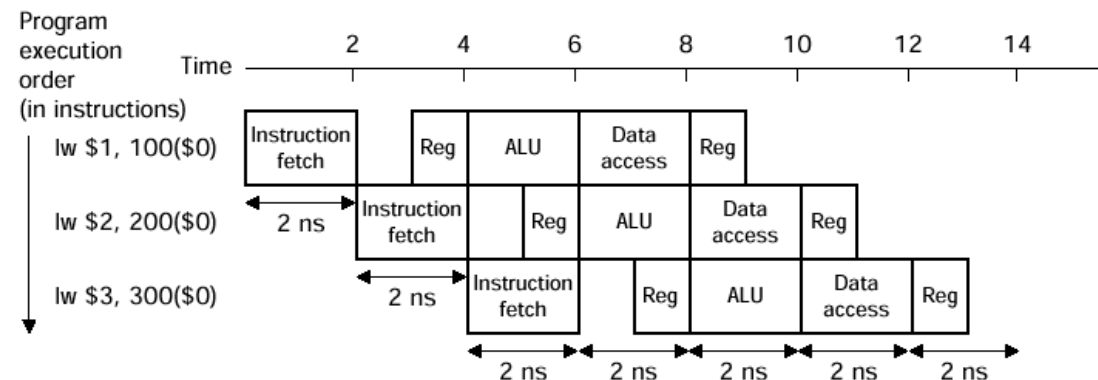 Program
execution
order
(in instructions)
Time
2 4 6 8 10 12 14
lw $1, 100($0)
Instruction
fetch
Reg
ALU
Data
access
Reg
2 ns
lw $2, 200($0)
Instruction
fetch
Reg
ALU
Data
access
Reg
2 ns
lw $3, 300($0)
Instruction
fetch
Reg
ALU
Data
access
Reg
2 ns 2 ns 2 ns 2 ns 2 ns